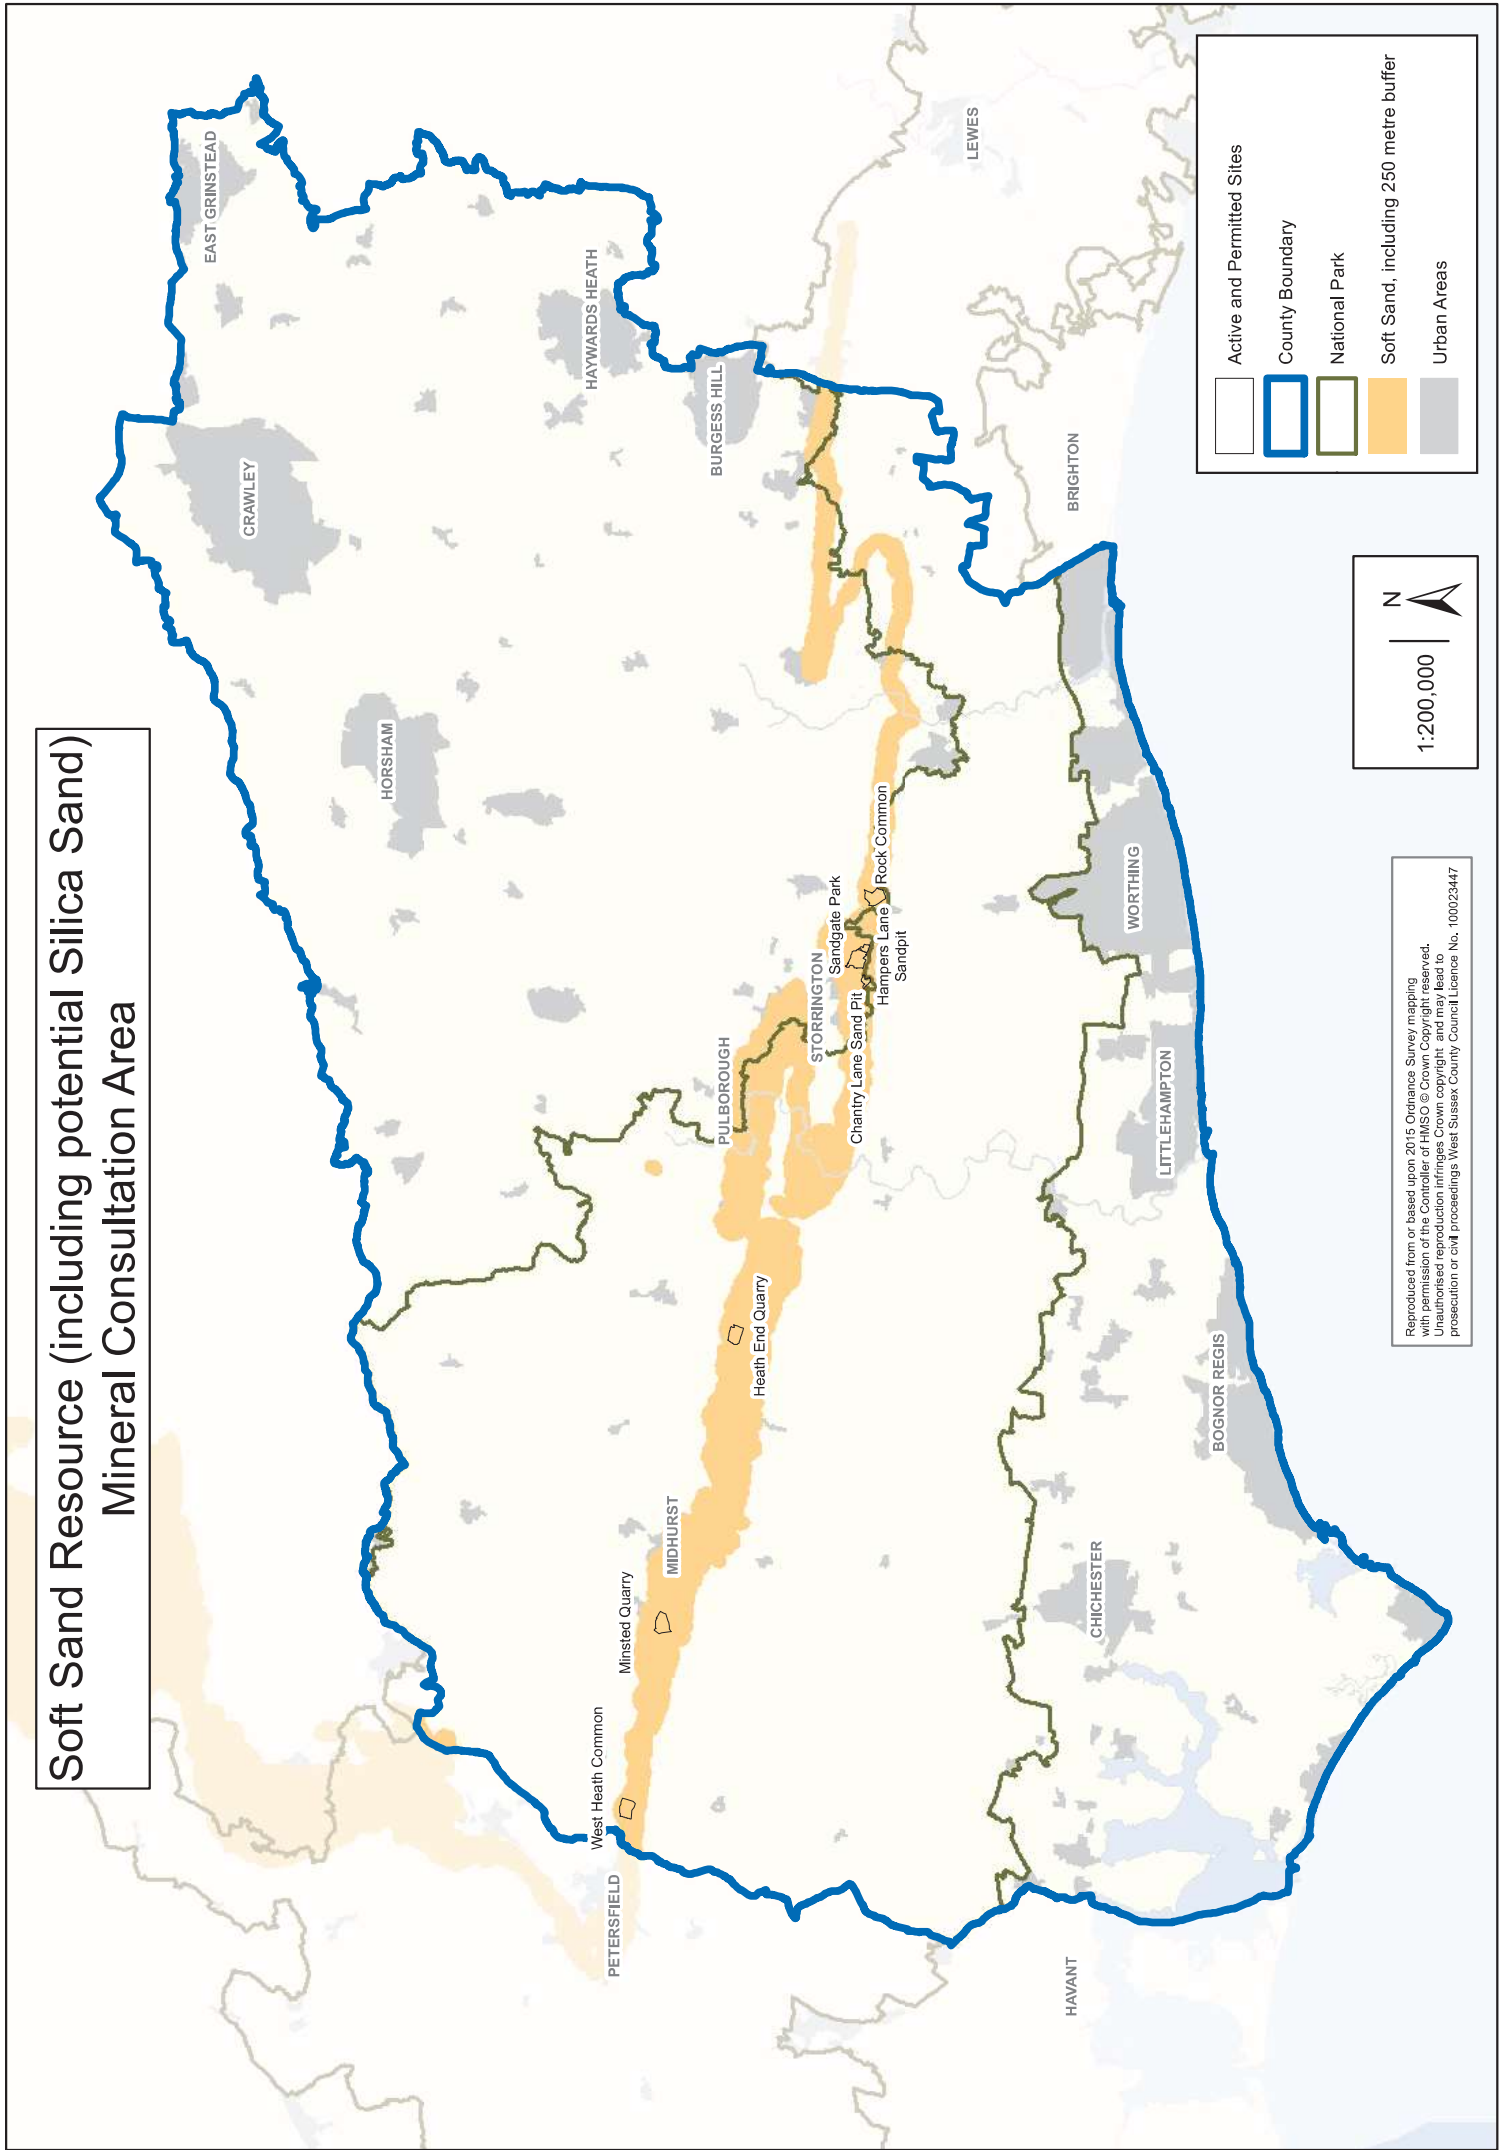 Soft Sand Resource (including potential Silica Sand)
Mineral Consultation Area
EAST GRINSTEAD
CRAWLEY
HORSHAM
HAYWARDS HEATH
BURGESS HILL
LEWES
PETERSFIELD
West Heath Common
Minsted Quarry
MIDHURST
Heath End Quarry
PULBOROUGH
STORRINGTON
Sandgate Park
Chantry Lane Sand Pit
Hampers Lane
Sandpit
Rock Common
HAVANT
CHICHESTER
BOGNOR REGIS
LITTLEHAMPTON
WORTHING
BRIGHTON
Active and Permitted Sites
County Boundary
National Park
Soft Sand, including 250 metre buffer
Urban Areas
N
1:200,000
Reproduced from or based upon 2015 Ordnance Survey mapping
with permission of the Controller of HMSO © Crown Copyright reserved.
Unauthorised reproduction infringes Crown copyright and may lead to
prosecution or civil proceedings West Sussex County Council Licence No. 100023447